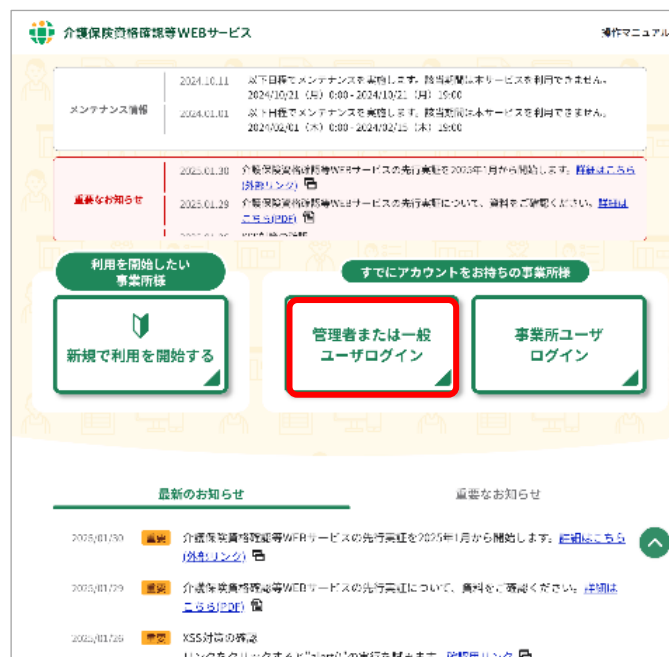 介護保険資格確認等WEBサービス
操作マニュアル
メンテナンス情報
2024.10.11 以下日程でメンテナンスを実施します。該当期間は本サービスを利用できません。
2024/10/21（月）0:00 - 2024/10/21（月）19:00
2024.01.01 以下日程でメンテナンスを実施します。該当期間は本サービスを利用できません。
2024/02/01（木）0:00 - 2024/02/15（木）19:00
重要なお知らせ
2025.01.30 介護保険資格確認等WEBサービスの先行実証を2025年1月から開始します。詳細はこちら
(外部リンク)
2025.01.29 介護保険資格確認等WEBサービスの先行実証について、資料をご確認ください。詳細は
こちら(PDF)
利用を開始したい
事業所様
新規で利用を開始する
すでにアカウントをお持ちの事業所様
管理者または一般
ユーザログイン
事業所ユーザ
ログイン
最新のお知らせ
重要なお知らせ
2025/01/30 重要 介護保険資格確認等WEBサービスの先行実証を2025年1月から開始します。詳細はこちら
(外部リンク)
2025/01/29 重要 介護保険資格確認等WEBサービスの先行実証について、資料をご確認ください。詳細は
こちら(PDF)
2025/01/26 重要 XSS対策の確認